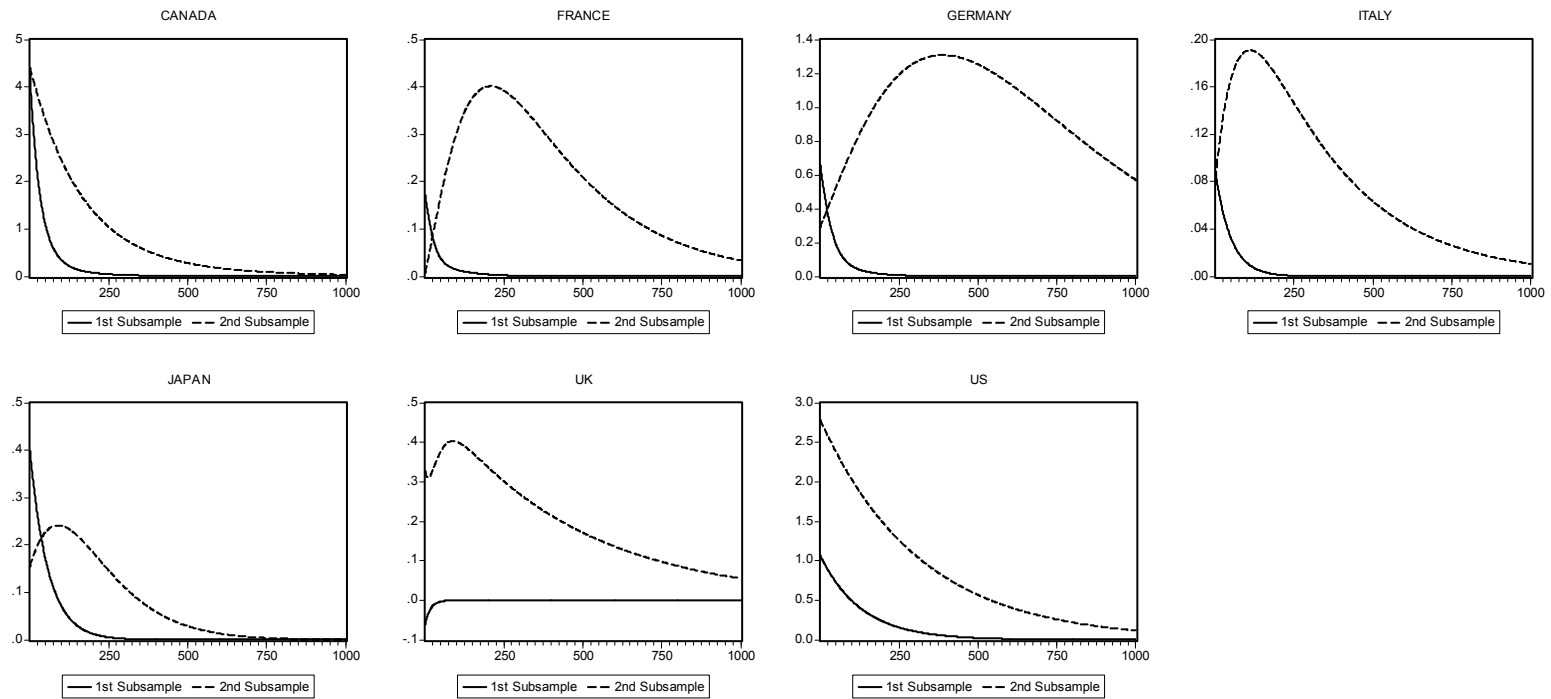 CANADA
5
4
3
2
1
0
250 500 750 1000
1st Subsample 2nd Subsample
FRANCE
.5
.4
.3
.2
.1
.0
250 500 750 1000
1st Subsample 2nd Subsample
GERMANY
1.4
1.2
1.0
0.8
0.6
0.4
0.2
0.0
250 500 750 1000
1st Subsample 2nd Subsample
ITALY
.20
.16
.12
.08
.04
.00
250 500 750 1000
1st Subsample 2nd Subsample
JAPAN
.5
.4
.3
.2
.1
.0
250 500 750 1000
1st Subsample 2nd Subsample
UK
.5
.4
.3
.2
.1
.0
-.1
250 500 750 1000
1st Subsample 2nd Subsample
US
3.0
2.5
2.0
1.5
1.0
0.5
0.0
250 500 750 1000
1st Subsample 2nd Subsample